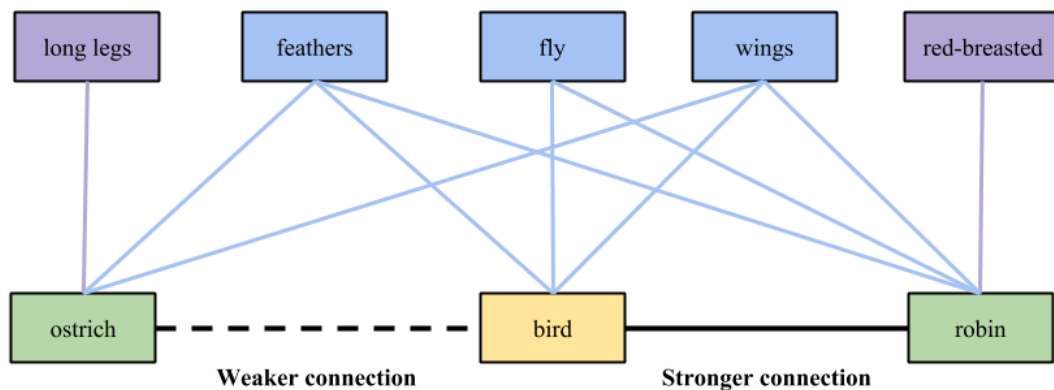 long legs
feathers
fly
wings
red-breasted
ostrich
bird
robin
Weaker connection
Stronger connection